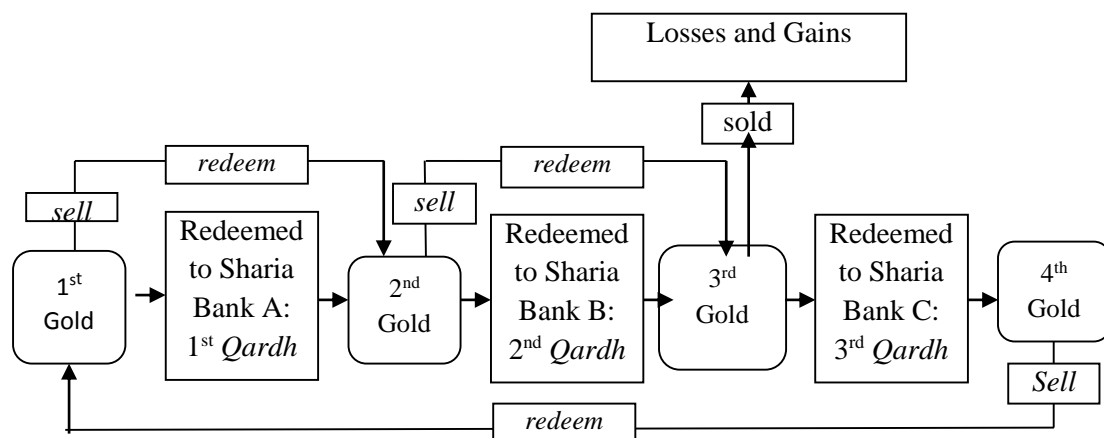 Losses and Gains
sold
redeem
redeem
sell
sell
1st
Gold
Redeemed
to Sharia
Bank A:
1st Qardh
2nd
Gold
Redeemed
to Sharia
Bank B:
2nd Qardh
3rd
Gold
Redeemed
to Sharia
Bank C:
3rd Qardh
4th
Gold
Sell
redeem